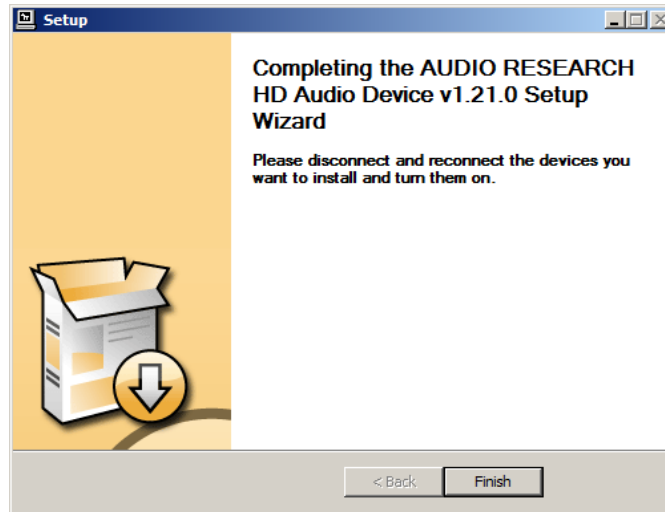 Setup
Completing the AUDIO RESEARCH
HD Audio Device v1.21.0 Setup
Wizard
Please disconnect and reconnect the devices you
want to install and turn them on.
< Back
Finish